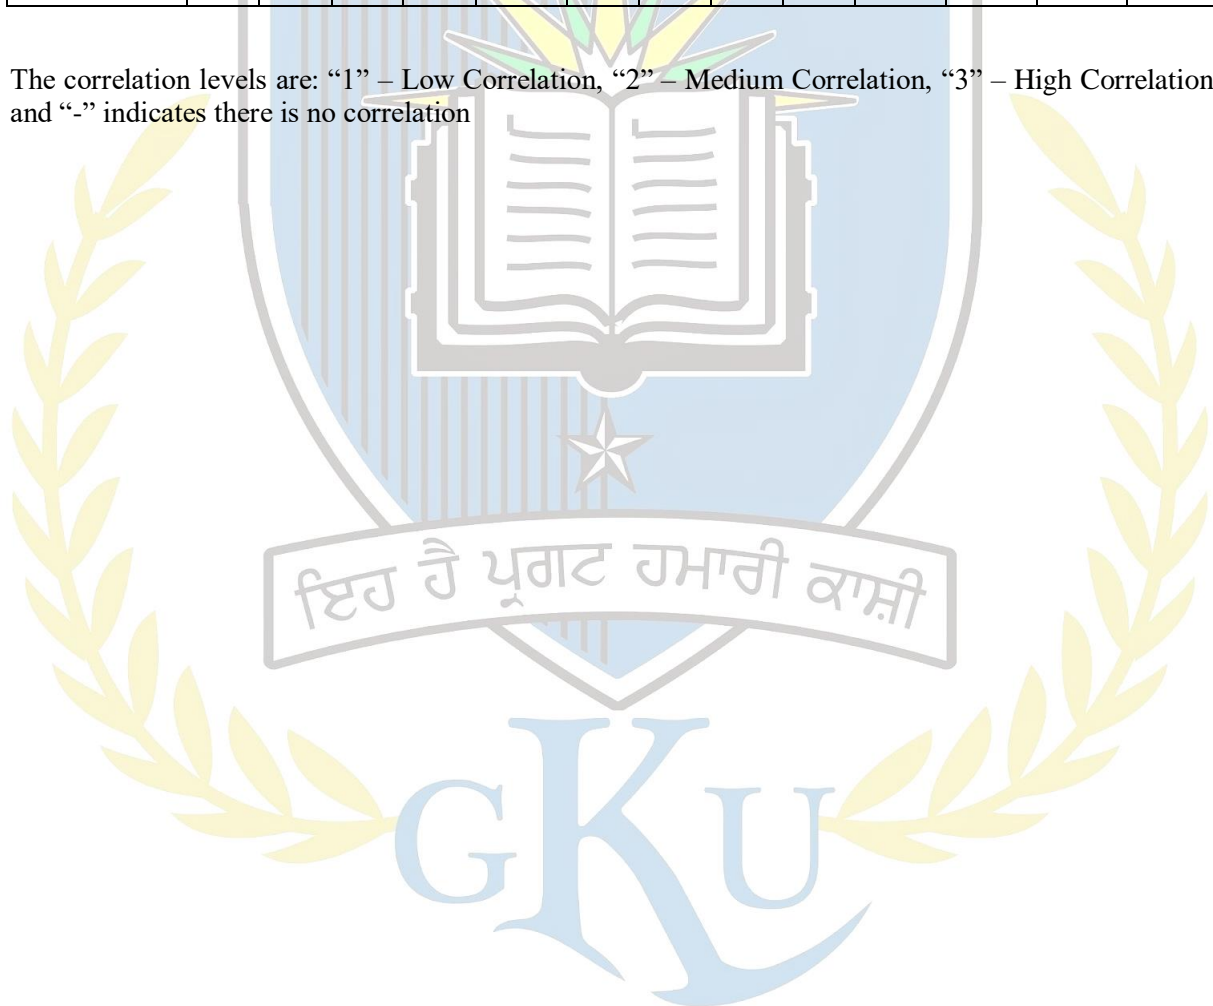 The correlation levels are: “1” – Low Correlation, “2” – Medium Correlation, “3” – High Correlation
and “-” indicates there is no correlation
ਇਹ ਹੈ ਪ੍ਰਗਟ ਹਮਾਰੀ ਕਾਸ਼ੀ
GKU